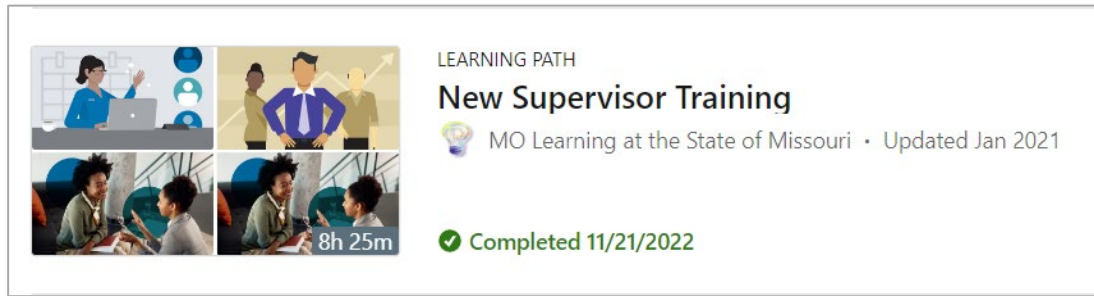 LEARNING PATH
New Supervisor Training
MO Learning at the State of Missouri • Updated Jan 2021
8h 25m
Completed 11/21/2022